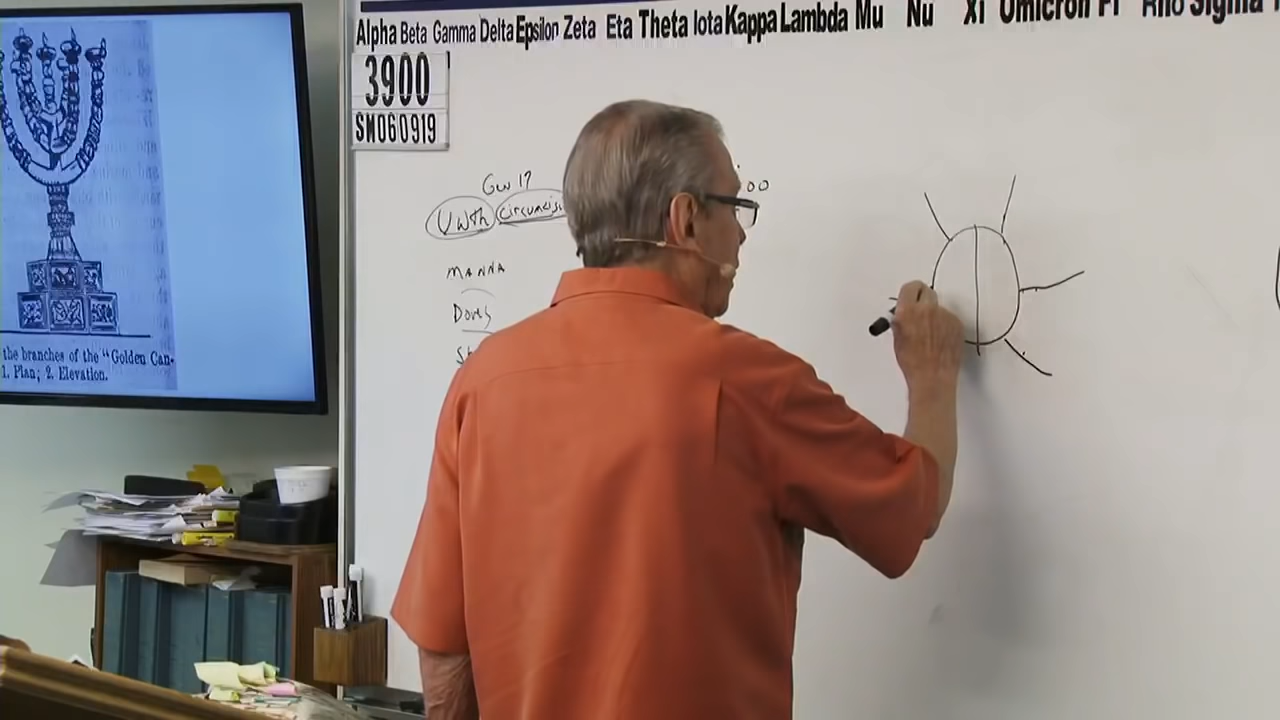 Alpha Beta Gamma Delta Epsilon Zeta Eta Theta Iota Kappa Lambda Mu Nu Xi Omicron Pi Rho Sigma
3900
SM060919
the branches of the "Golden Can-
1. Plan; 2. Elevation.
Gen 17
circumcis
MANNA
Doves